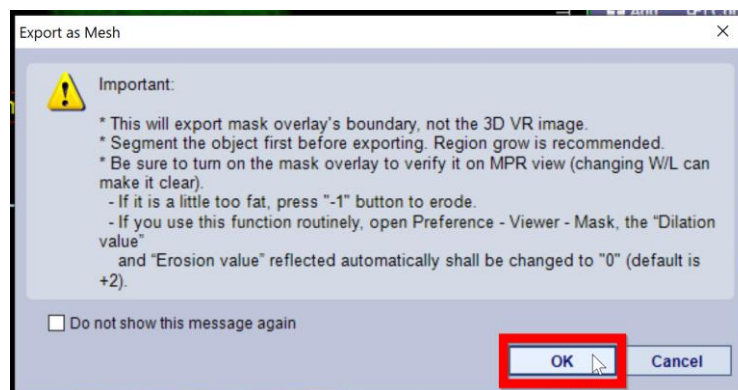 Export as Mesh
Important:
* This will export mask overlay's boundary, not the 3D VR image.
* Segment the object first before exporting. Region grow is recommended.
* Be sure to turn on the mask overlay to verify it on MPR view (changing W/L can
make it clear).
- If it is a little too fat, press "-1" button to erode.
- If you use this function routinely, open Preference - Viewer - Mask, the “Dilation
value"
and “Erosion value” reflected automatically shall be changed to "0" (default is
+2).
Do not show this message again
OK Cancel